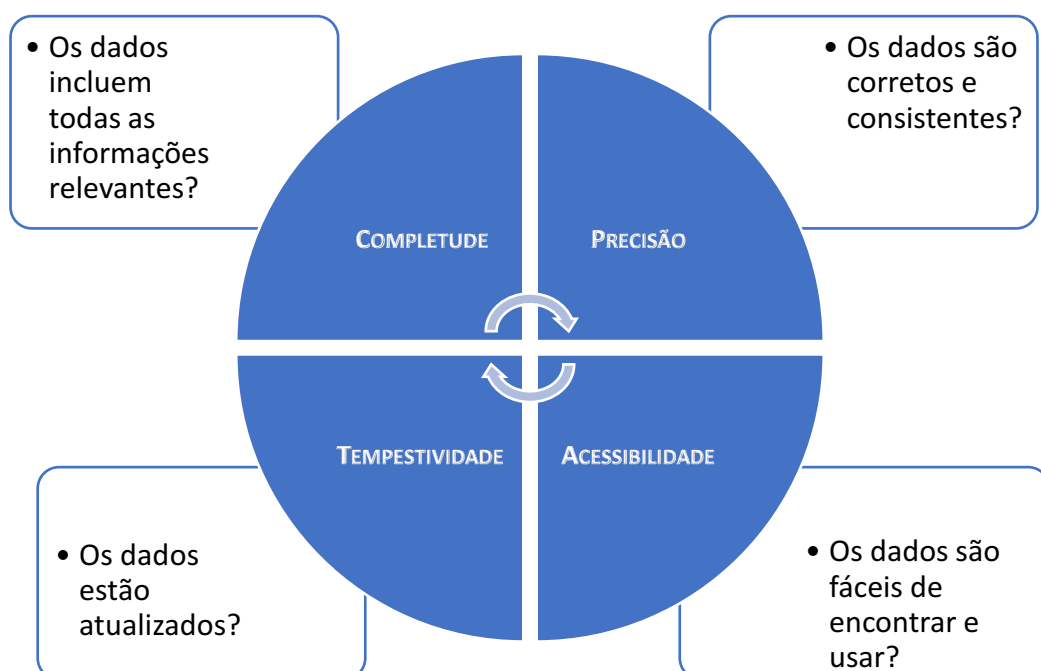 • Os dados
incluem
todas as
informações
relevantes?
• Os dados são
corretos e
consistentes?
COMPLETUDE
PRECISÃO
TEMPESTIVIDADE
ACESSIBILIDADE
• Os dados
estão
atualizados?
• Os dados são
fáceis de
encontrar e
usar?